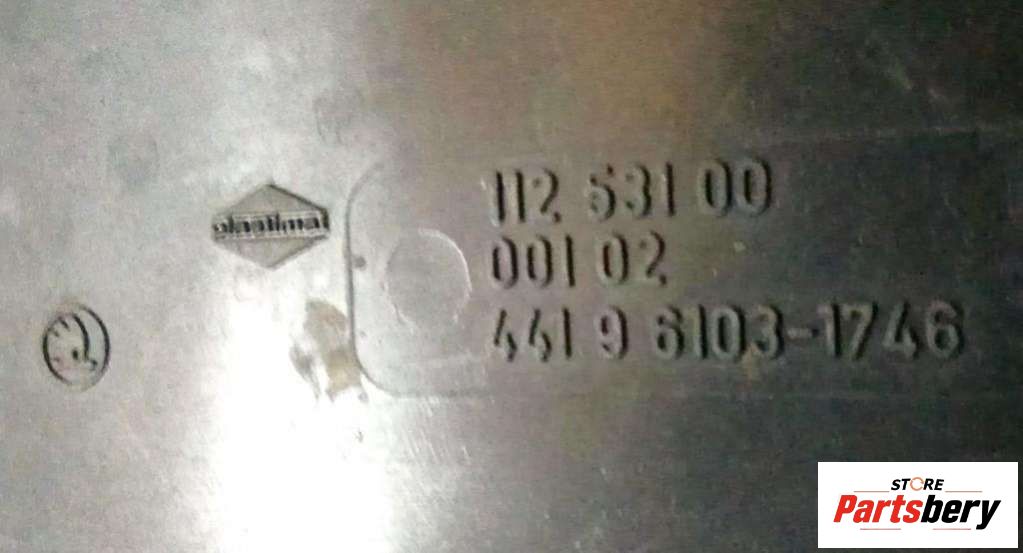 plastimat
112 631 00
001 02
441 9 6103-1746
STORE
Partsbery